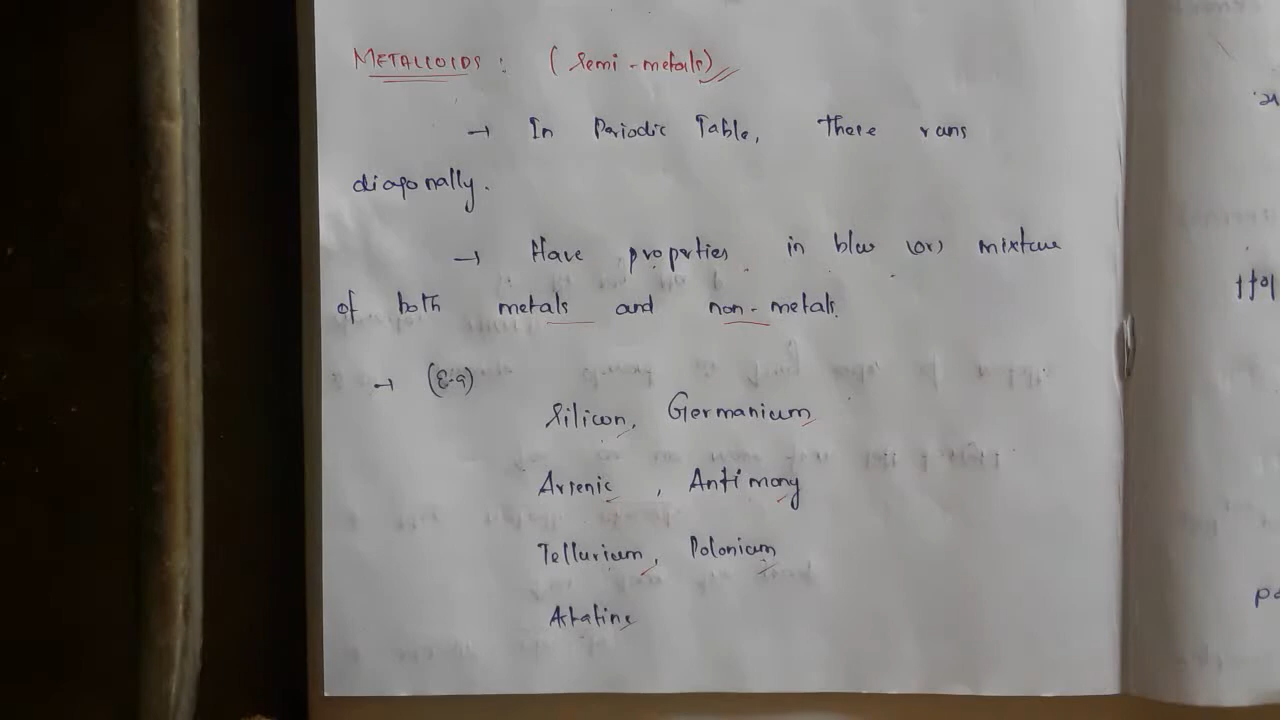 METALLOIDS : (Semi-metals)
→ In Periodic Table, there runs
diagonally.
→ Have properties in b/w (or) mixture
of both metals and non-metals.
→ (E.g)
Silicon, Germanium
Arsenic, Antimony
Tellurium, Polonium
Astatine